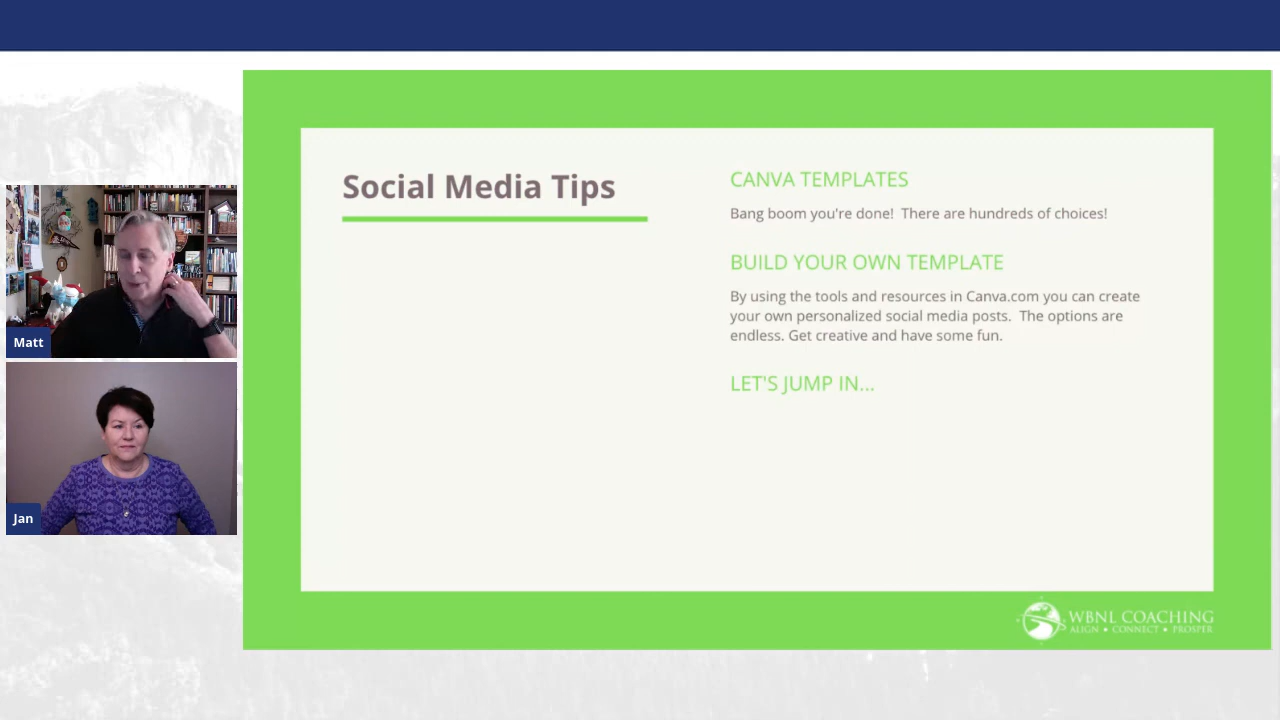 Social Media Tips
CANVA TEMPLATES
Bang boom you're done!  There are hundreds of choices!
BUILD YOUR OWN TEMPLATE
By using the tools and resources in Canva.com you can create
your own personalized social media posts.  The options are
endless. Get creative and have some fun.
LET'S JUMP IN...
Matt
Jan
WBNL COACHING
ALIGN • CONNECT • PROSPER